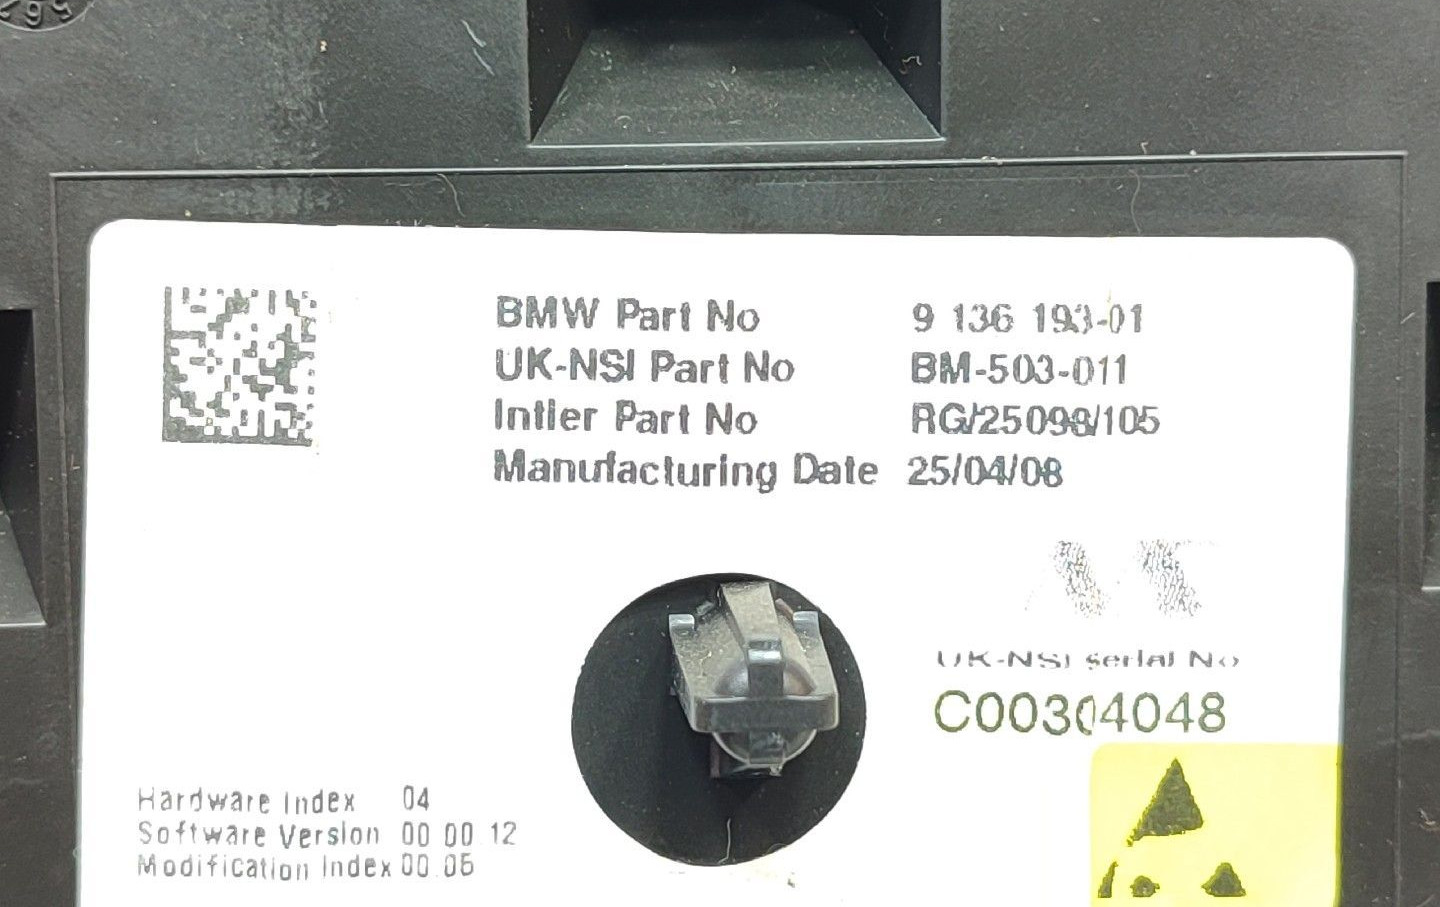 BMW Part No 9 136 193-01
UK-NSI Part No BM-503-011
Intier Part No RG/25098/105
Manufacturing Date 25/04/08
UK-NSI serial No
C00304048
Hardware Index 04
Software Version 00 00 12
Modification Index 00.06